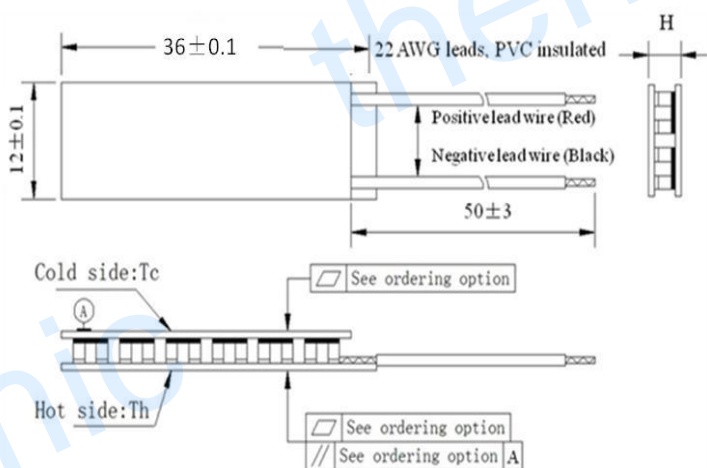 36±0.1
22 AWG leads, PVC insulated
H
12±0.1
Positive lead wire (Red)
Negative lead wire (Black)
50±3
Cold side:Tc
See ordering option
A
Hot side:Th
See ordering option
See ordering option A